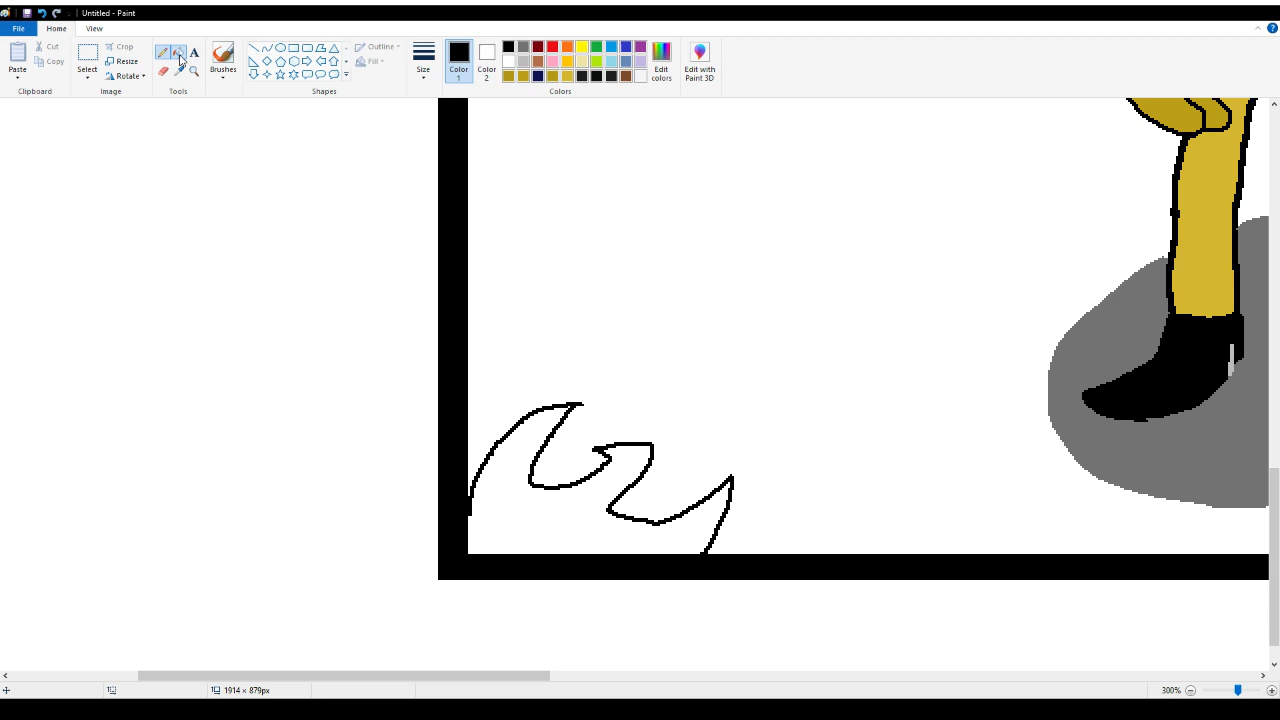 Untitled - Paint
File Home View
Paste
Cut
Copy
Clipboard
Select
Crop
Resize
Rotate
Image
A
Tools
Brushes
Outline
Fill
Shapes
Size
Color 1
Color 2
Edit colors
Colors
Edit with Paint 3D
1914 × 879px
300%